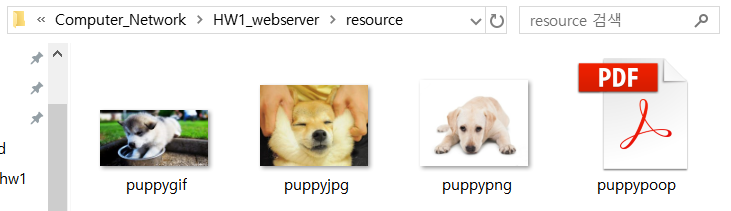 « Computer_Network > HW1_webserver > resource
resource 검색
d
hw1
PDF
puppygif
puppyjpg
puppypng
puppypoop